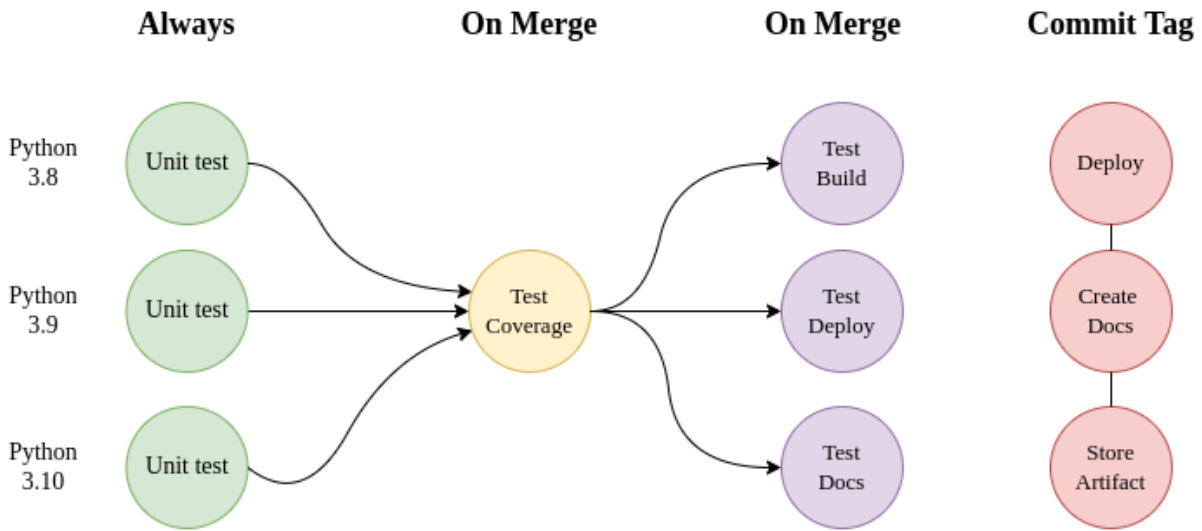 Always
On Merge
On Merge
Commit Tag
Python
3.8
Unit test
Test
Build
Deploy
Python
3.9
Unit test
Test
Coverage
Test
Deploy
Create
Docs
Python
3.10
Unit test
Test
Docs
Store
Artifact